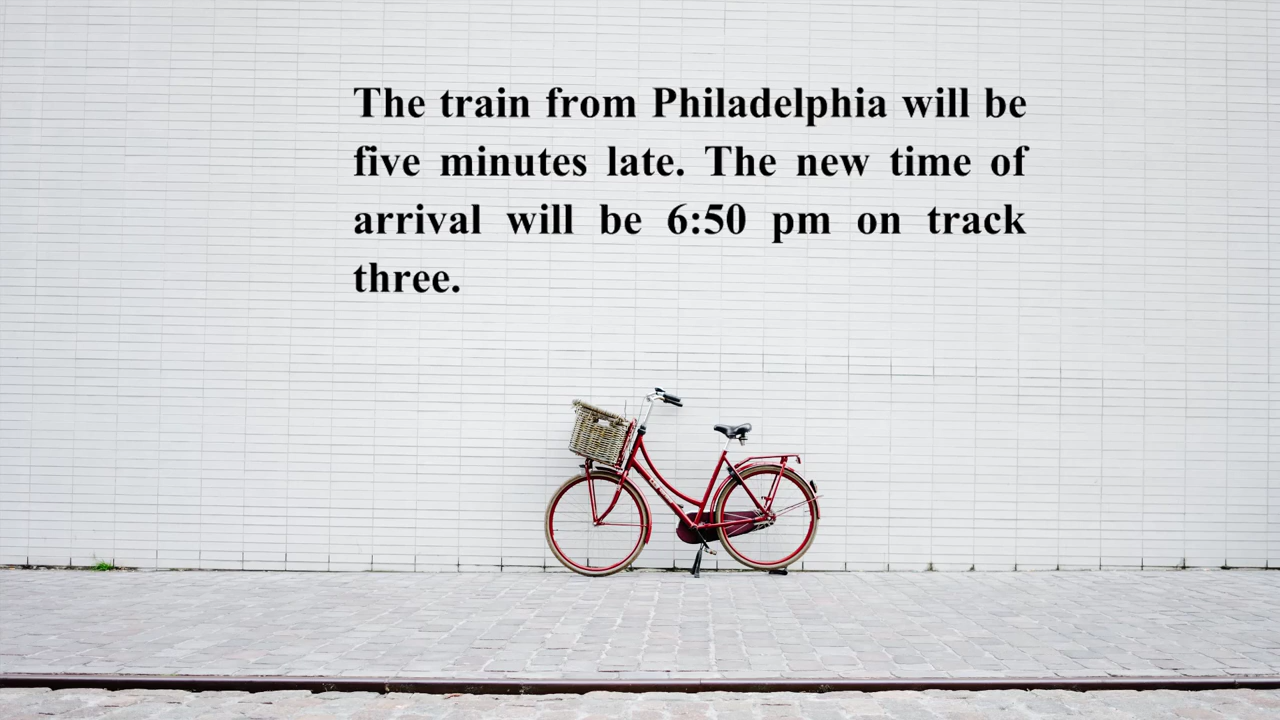 The train from Philadelphia will be
five minutes late. The new time of
arrival will be 6:50 pm on track
three.